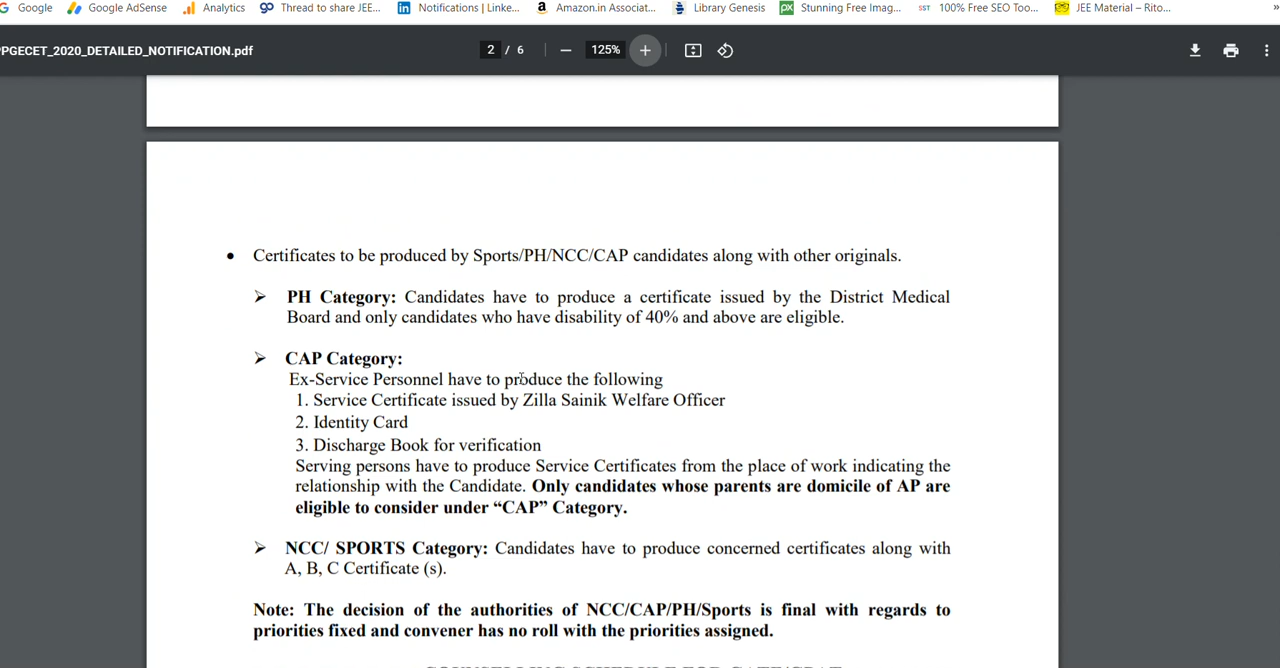 Google Google AdSense Analytics Thread to share JEE... Notifications | Linke... Amazon.in Associat... Library Genesis Stunning Free Imag... 100% Free SEO Too... JEE Material – Rito... »
PGECET_2020_DETAILED_NOTIFICATION.pdf 2 / 6 125%
• Certificates to be produced by Sports/PH/NCC/CAP candidates along with other originals.
➢ PH Category: Candidates have to produce a certificate issued by the District Medical
Board and only candidates who have disability of 40% and above are eligible.
➢ CAP Category:
Ex-Service Personnel have to produce the following
1. Service Certificate issued by Zilla Sainik Welfare Officer
2. Identity Card
3. Discharge Book for verification
Serving persons have to produce Service Certificates from the place of work indicating the
relationship with the Candidate. Only candidates whose parents are domicile of AP are
eligible to consider under “CAP” Category.
➢ NCC/ SPORTS Category: Candidates have to produce concerned certificates along with
A, B, C Certificate (s).
Note: The decision of the authorities of NCC/CAP/PH/Sports is final with regards to
priorities fixed and convener has no roll with the priorities assigned.